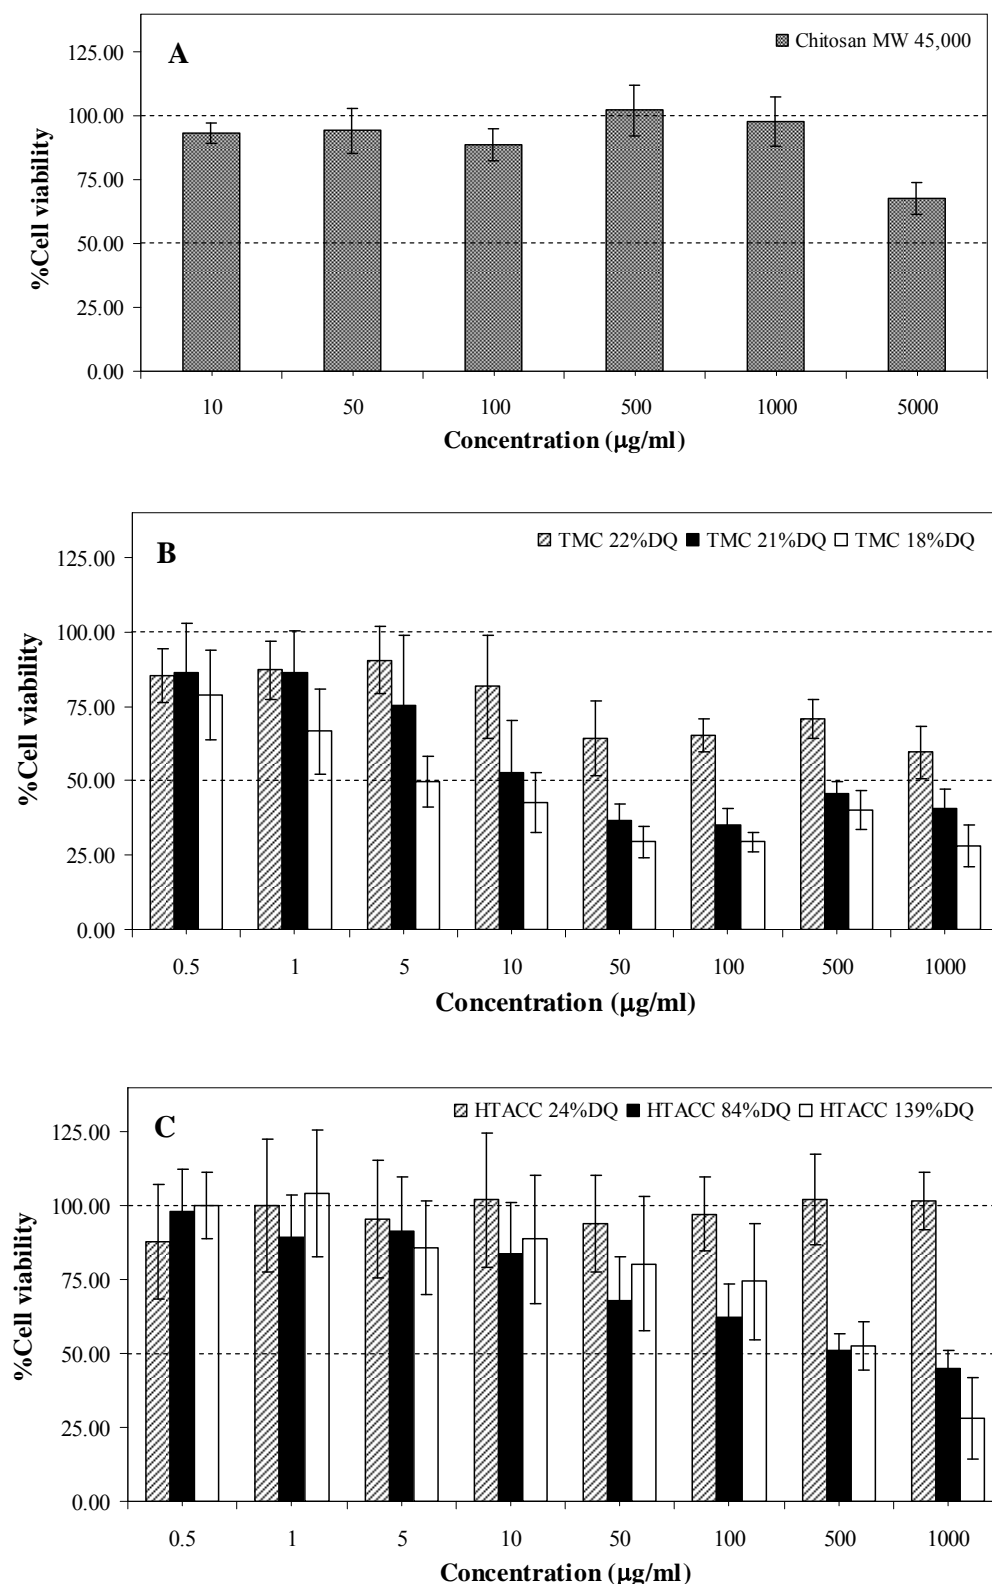 A
Chitosan MW 45,000
125.00
100.00
75.00
50.00
25.00
0.00
%Cell viability
10 50 100 500 1000 5000
Concentration (μg/ml)
B
TMC 22%DQ TMC 21%DQ TMC 18%DQ
125.00
100.00
75.00
50.00
25.00
0.00
%Cell viability
0.5 1 5 10 50 100 500 1000
Concentration (μg/ml)
C
HTACC 24%DQ HTACC 84%DQ HTACC 139%DQ
125.00
100.00
75.00
50.00
25.00
0.00
%Cell viability
0.5 1 5 10 50 100 500 1000
Concentration (μg/ml)